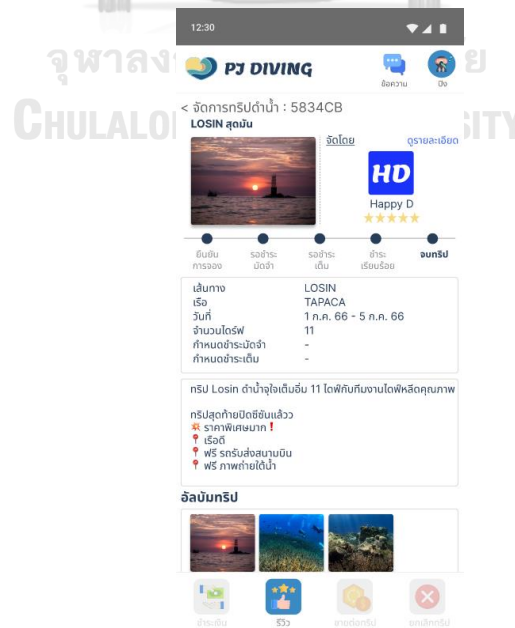 12:30
จุฬาลง
ย
CHULALO
SITY
PJ DIVING
ข้อความ
ปิง
< จัดการทริปดำน้ำ : 5834CB
LOSIN สุดมัน
จัดโดย
ดูรายละเอียด
HD
Happy D
ยืนยันการจอง
รอชำระมัดจำ
รอชำระเต็ม
ชำระเรียบร้อย
จบทริป
เส้นทาง LOSIN
เรือ TAPACA
วันที่ 1 ก.ค. 66 - 5 ก.ค. 66
จำนวนไดร์ฟ 11
กำหนดชำระมัดจำ -
กำหนดชำระเต็ม -
ทริป Losin ดำน้ำจุใจเต็มอิ่ม 11 ไดฟ์กับทีมงานไดฟ์หลีดคุณภาพ
ทริปสุดท้ายปิดซีซันแล้วว
💥 ราคาพิเศษมาก❗
📍 เรือดี
📍 ฟรี รถรับส่งสนามบิน
📍 ฟรี ภาพถ่ายใต้น้ำ
อัลบัมทริป
ชำระเงิน
รีวิว
ขายต่อทริป
ยกเลิกทริป